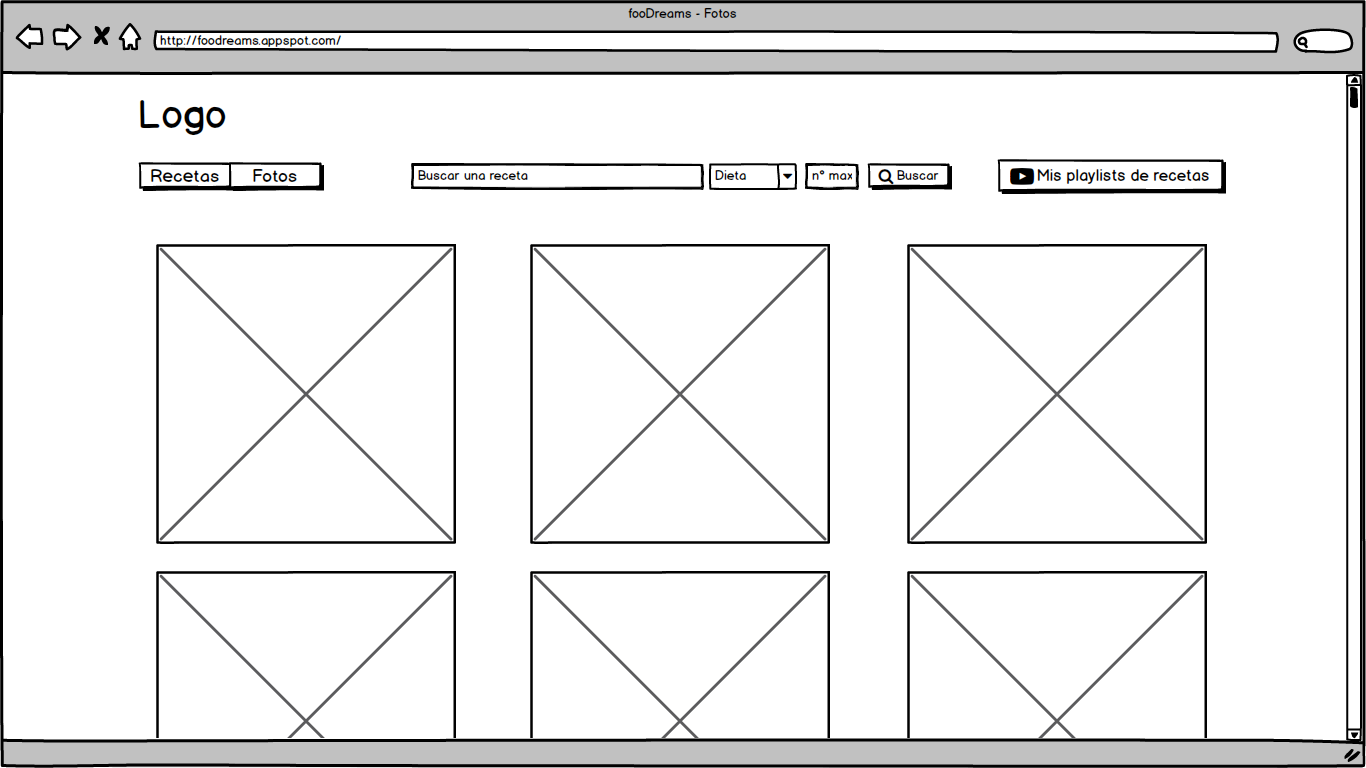 fooDreams - Fotos
http://foodreams.appspot.com/
Logo
Recetas Fotos Buscar una receta Dieta nº max Buscar Mis playlists de recetas